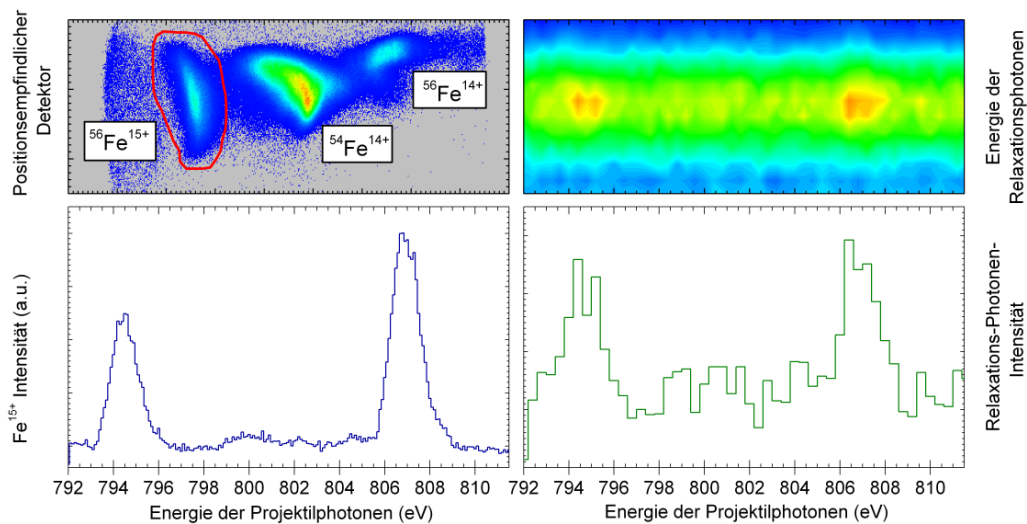 Positionsempfindlicher
Detektor
⁵⁶Fe¹⁵⁺
⁵⁴Fe¹⁴⁺
⁵⁶Fe¹⁴⁺
Energie der
Relaxationsphotonen
Fe¹⁵⁺ Intensität (a.u.)
792 794 796 798 800 802 804 806 808 810
Energie der Projektilphotonen (eV)
792 794 796 798 800 802 804 806 808 810
Energie der Projektilphotonen (eV)
Relaxations-Photonen-
Intensität